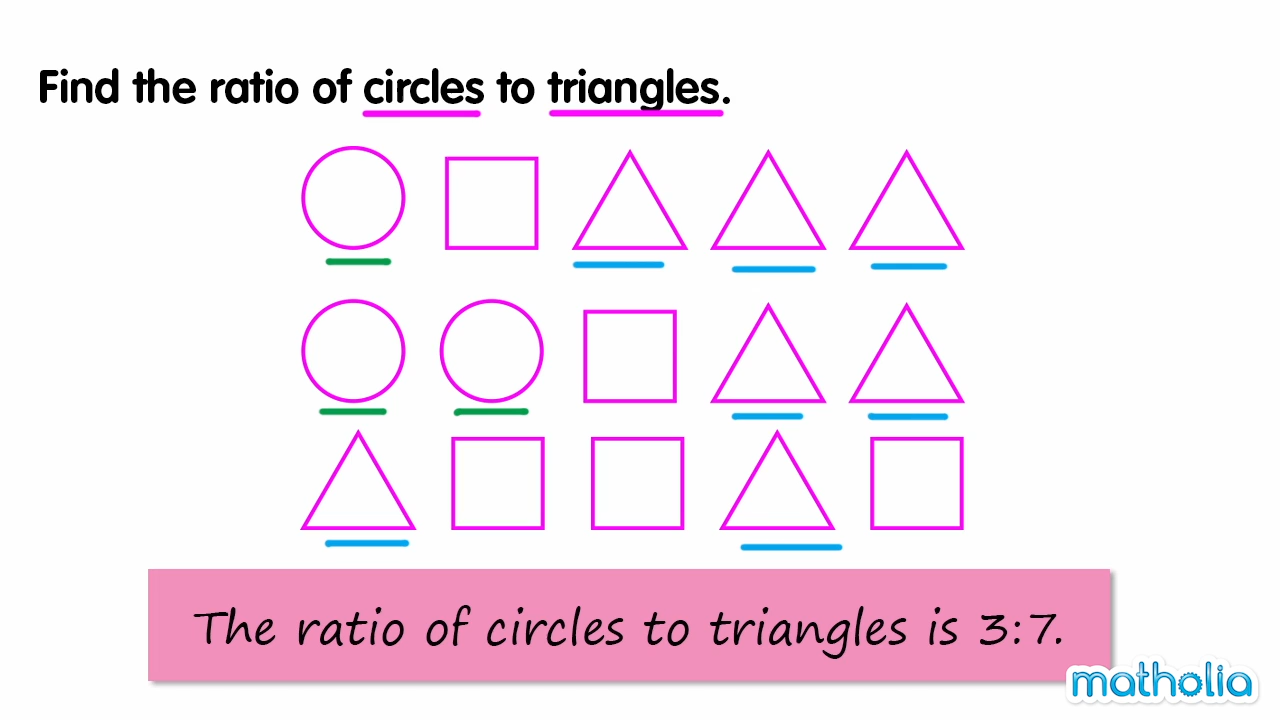 Find the ratio of circles to triangles.
The ratio of circles to triangles is 3:7.
matholia